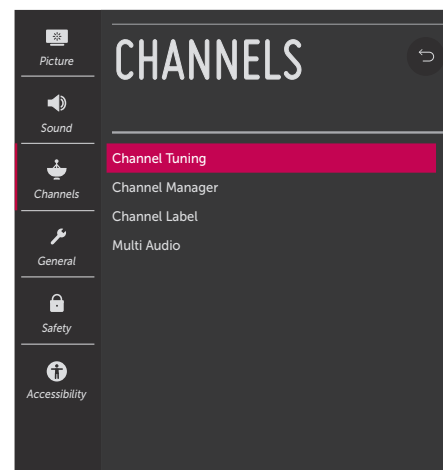 Picture
Sound
Channels
General
Safety
Accessibility
CHANNELS
Channel Tuning
Channel Manager
Channel Label
Multi Audio